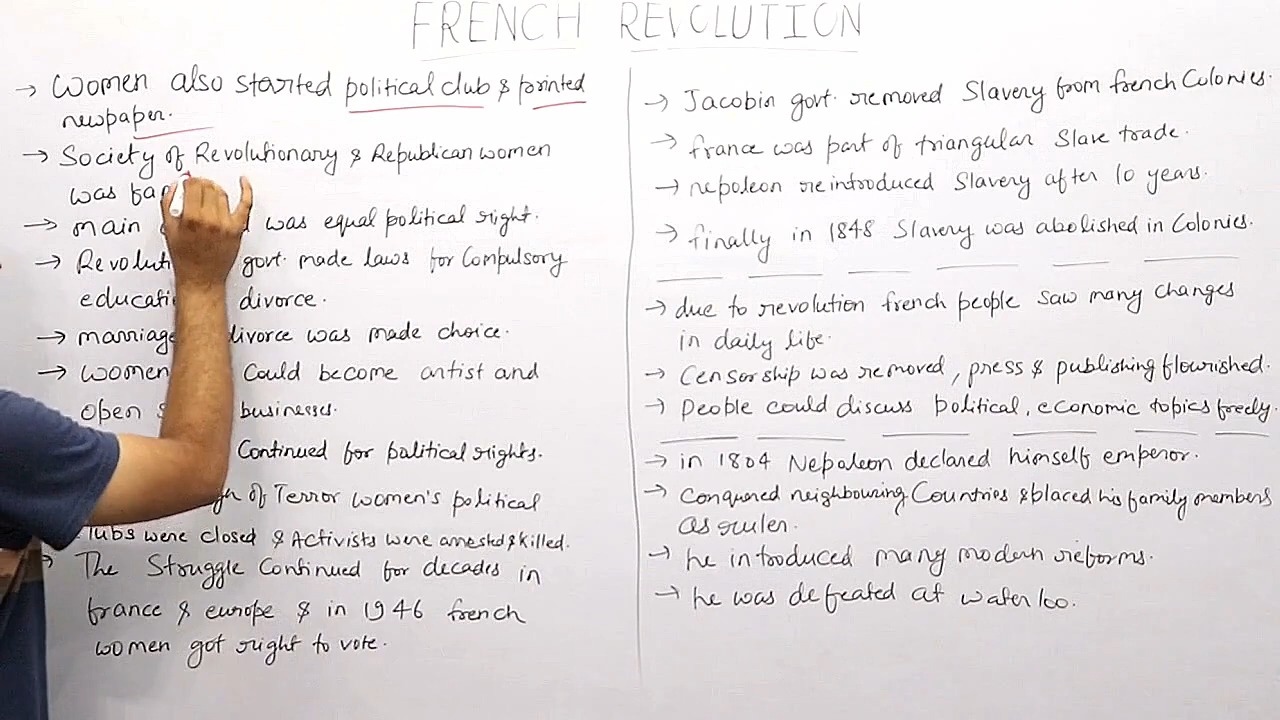 FRENCH REVOLUTION
→ Women also started political club & printed
newspaper.
→ Society of Revolutionary & Republican women
was
→ main was equal political right.
→ govt. made laws for Compulsory
divorce.
→ divorce was made choice.
→ women Could become artist and
open businesses.
Continued for political rights.
of Terror women's political
were closed & Activists were arrested & killed.
The Struggle Continued for decades in
france & europe & in 1946 french
women got right to vote.
→ Jacobin govt. removed Slavery from french Colonies.
→ france was part of triangular Slave trade.
→ nepoleon reintroduced Slavery after 10 years.
→ finally in 1848 Slavery was abolished in Colonies.
→ due to revolution french people saw many changes
in daily life.
→ Censorship was removed, press & publishing flourished.
→ People could discuss political, economic topics freely.
→ in 1804 Nepoleon declared himself emperor.
→ Conquered neighbouring Countries & placed his family members
as ruler.
→ he introduced many modern reforms.
→ he was defeated at waterloo.